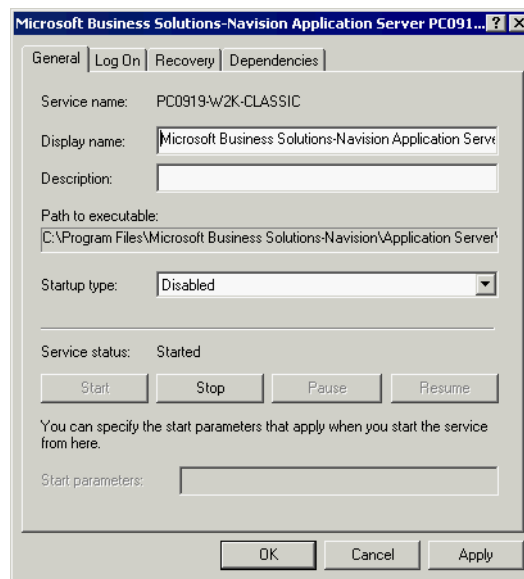 Microsoft Business Solutions-Navision Application Server PC091...
General Log On Recovery Dependencies
Service name: PC0919-W2K-CLASSIC
Display name: Microsoft Business Solutions-Navision Application Serve
Description:
Path to executable:
C:\Program Files\Microsoft Business Solutions-Navision\Application Server\
Startup type: Disabled
Service status: Started
Start Stop Pause Resume
You can specify the start parameters that apply when you start the service
from here.
Start parameters:
OK Cancel Apply